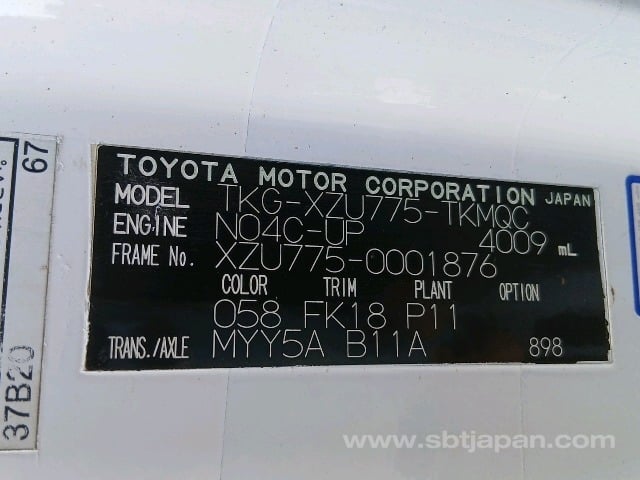 TOYOTA MOTOR CORPORATION JAPAN
MODEL TKG-XZU775-TKMQC
ENGINE N04C-UP 4009 mL
FRAME No. XZU775-0001876
COLOR TRIM PLANT OPTION
058 FK18 P11
TRANS./AXLE MYY5A B11A 898
67
37B20
www.sbtjapan.com